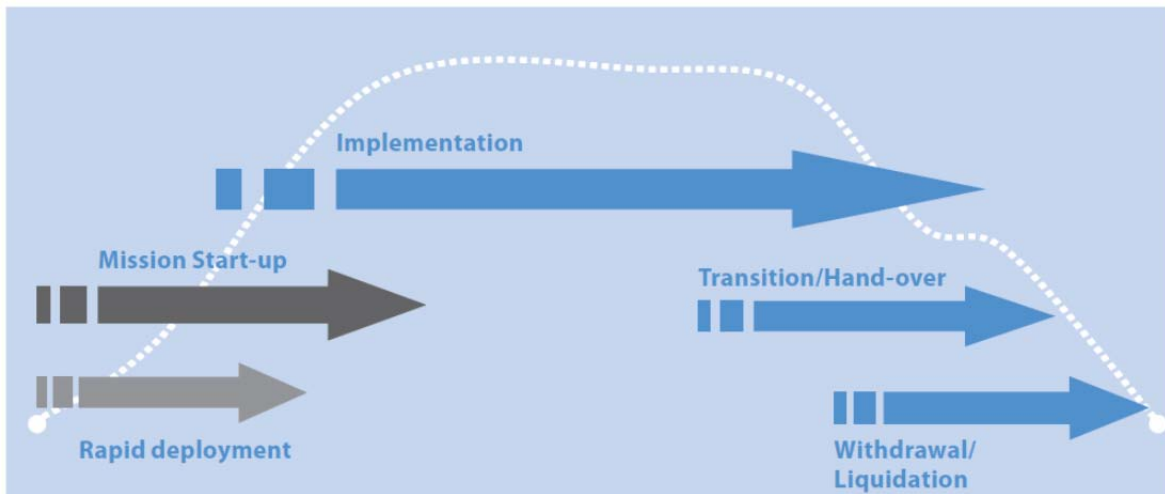 Implementation
Mission Start-up
Transition/Hand-over
Rapid deployment
Withdrawal/
Liquidation